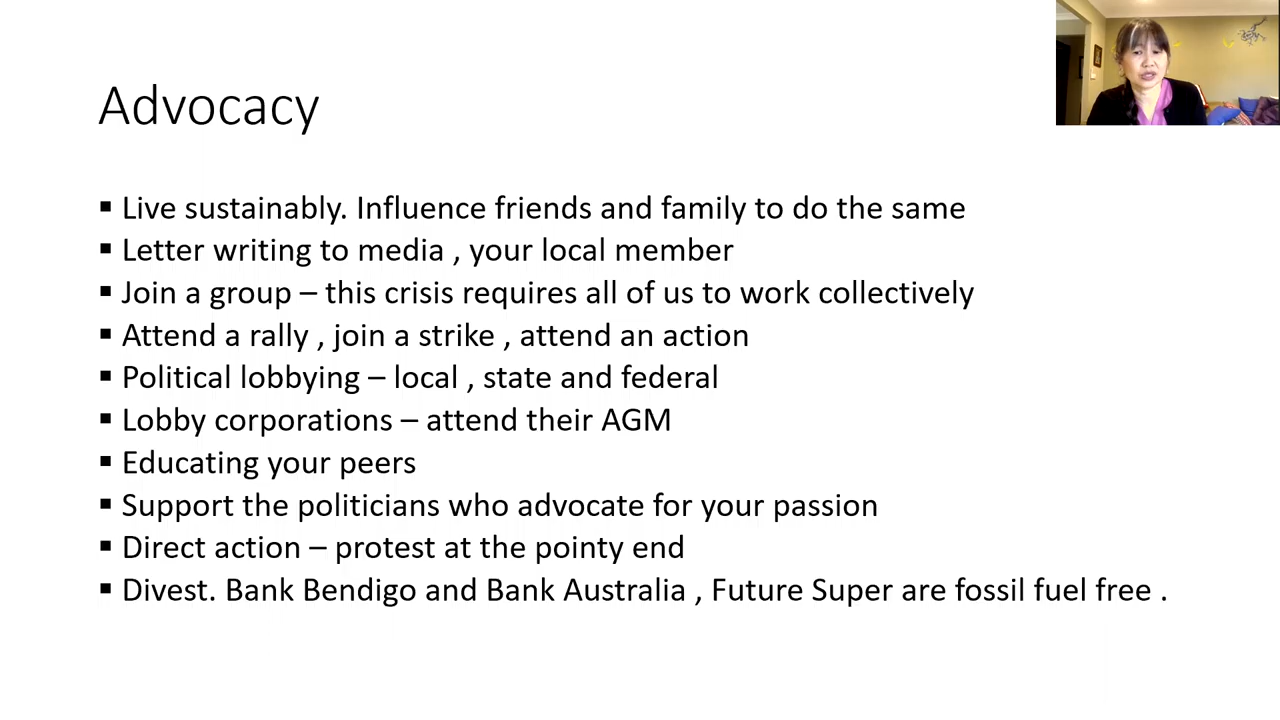 Advocacy
▪ Live sustainably. Influence friends and family to do the same
▪ Letter writing to media , your local member
▪ Join a group – this crisis requires all of us to work collectively
▪ Attend a rally , join a strike , attend an action
▪ Political lobbying – local , state and federal
▪ Lobby corporations – attend their AGM
▪ Educating your peers
▪ Support the politicians who advocate for your passion
▪ Direct action – protest at the pointy end
▪ Divest. Bank Bendigo and Bank Australia , Future Super are fossil fuel free .